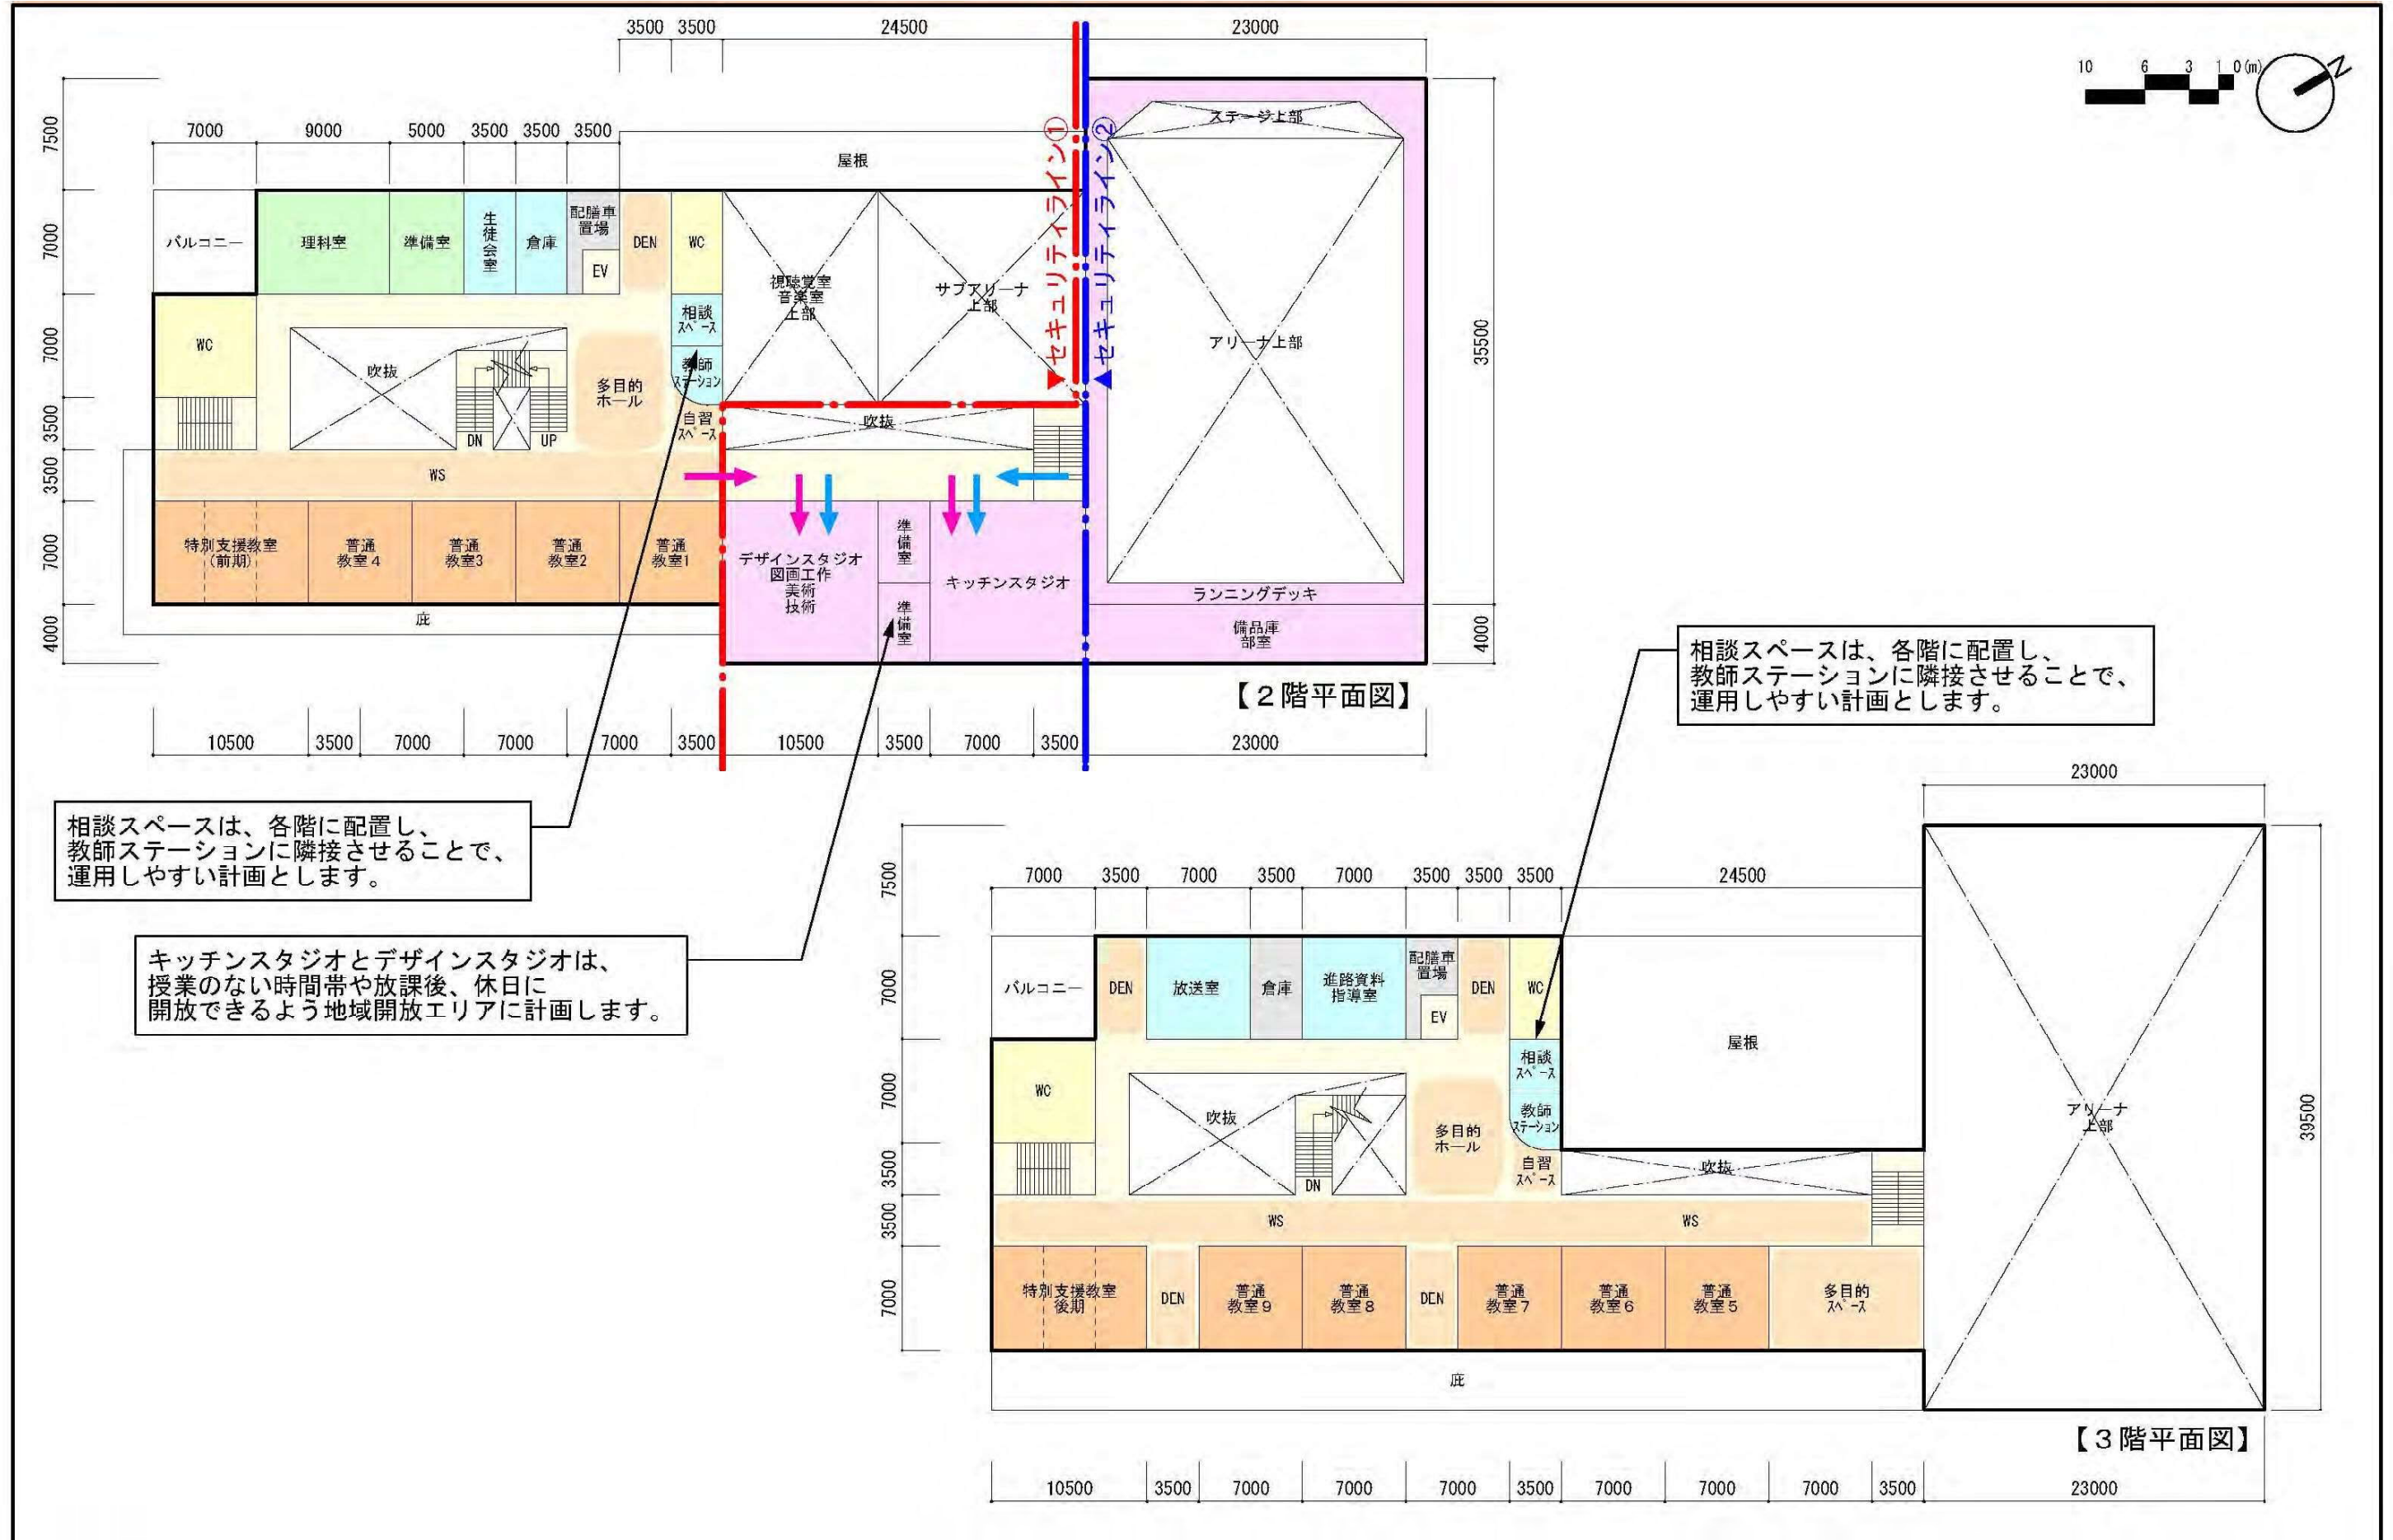 3500 3500 24500 23000
10 6 3 1 0(m)
N
7000 9000 5000 3500 3500 3500
7500
7000
7000
3500
3500
7000
4000
35500
4000
バルコニー
理科室
準備室
生徒会室
倉庫
配膳車
置場
EV
DEN
WC
屋根
セキュリティライン①
セキュリティライン②
ステージ上部
WC
吹抜
DN
UP
多目的
ホール
相談
スペース
教師
ステーション
自習
スペース
視聴覚室
音楽室
上部
サブアリーナ
上部
アリーナ上部
吹抜
WS
特別支援教室
(前期)
普通
教室4
普通
教室3
普通
教室2
普通
教室1
デザインスタジオ
図画工作
美術
技術
準備室
準備室
キッチンスタジオ
ランニングデッキ
備品庫
部室
庇
【２階平面図】
10500 3500 7000 7000 7000 3500 10500 3500 7000 3500 23000
相談スペースは、各階に配置し、
教師ステーションに隣接させることで、
運用しやすい計画とします。
相談スペースは、各階に配置し、
教師ステーションに隣接させることで、
運用しやすい計画とします。
キッチンスタジオとデザインスタジオは、
授業のない時間帯や放課後、休日に
開放できるよう地域開放エリアに計画します。
23000
7000 3500 7000 3500 7000 3500 3500 3500 24500
7500
7000
7000
3500
3500
7000
39500
バルコニー
DEN
放送室
倉庫
進路資料
指導室
配膳車
置場
EV
DEN
WC
屋根
WC
吹抜
DN
多目的
ホール
相談
スペース
教師
ステーション
自習
スペース
吹抜
アリーナ
上部
WS
WS
特別支援教室
後期
DEN
普通
教室9
普通
教室8
DEN
普通
教室7
普通
教室6
普通
教室5
多目的
スペース
庇
【３階平面図】
10500 3500 7000 7000 7000 3500 7000 7000 7000 3500 23000